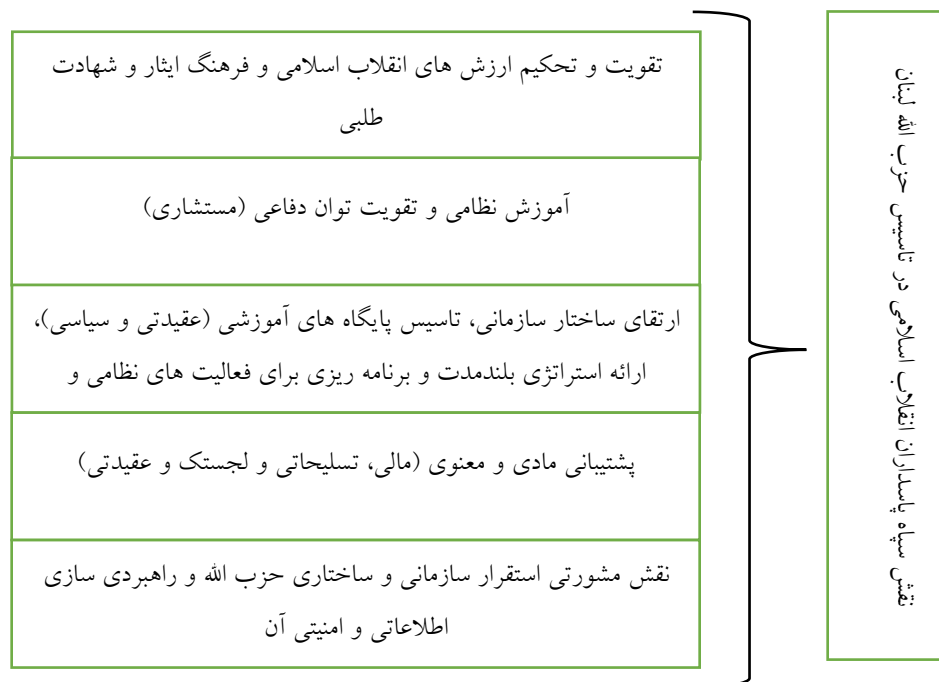 نقش سپاه پاسداران انقلاب اسلامی در تاسیس حزب الله لبنان
تقویت و تحکیم ارزش های انقلاب اسلامی و فرهنگ ایثار و شهادت
طلبی
آموزش نظامی و تقویت توان دفاعی (مستشاری)
ارتقای ساختار سازمانی، تاسیس پایگاه های آموزشی (عقیدتی و سیاسی)،
ارائه استراتژی بلندمدت و برنامه ریزی برای فعالیت های نظامی و
پشتیبانی مادی و معنوی (مالی، تسلیحاتی و لجستک و عقیدتی)
نقش مشورتی استقرار سازمانی و ساختاری حزب الله و راهبردی سازی
اطلاعاتی و امنیتی آن